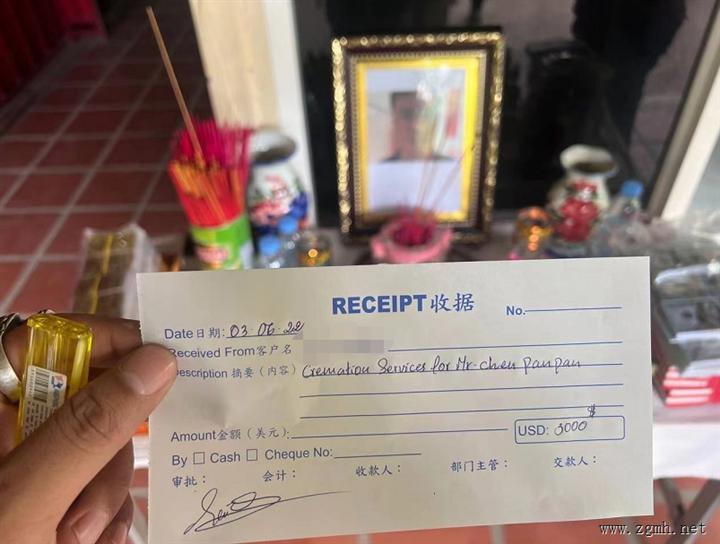 RECEIPT收据
No.
Date日期: 03-06-22
Received From客户名
Description 摘要（内容） Cremation Services for Mr-chen panpan
Amount金额（美元）:
USD: 3000 $
By □ Cash □ Cheque No:
审批： 会计： 收款人： 部门主管： 交款人：
www.zgmh.net